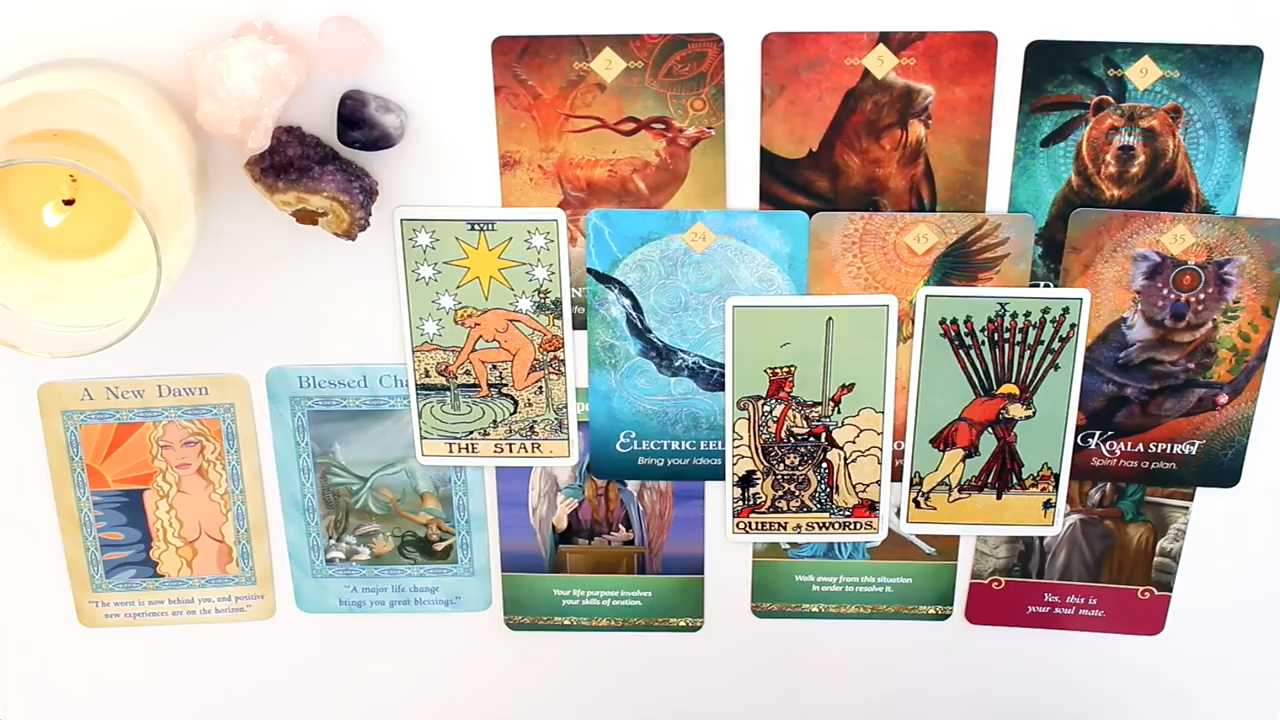 2
5
9
XVII
THE STAR.
24
ELECTRIC EEL
Bring your ideas
45
35
KOALA SPIRIT
Spirit has a plan.
QUEEN of SWORDS.
X
A New Dawn
"The worst is now behind you, and positive
new experiences are on the horizon."
Blessed
"A major life change
brings you great blessings."
Your life purpose involves
your skills of oration.
Walk away from this situation
in order to resolve it.
Yes, this is
your soul mate.